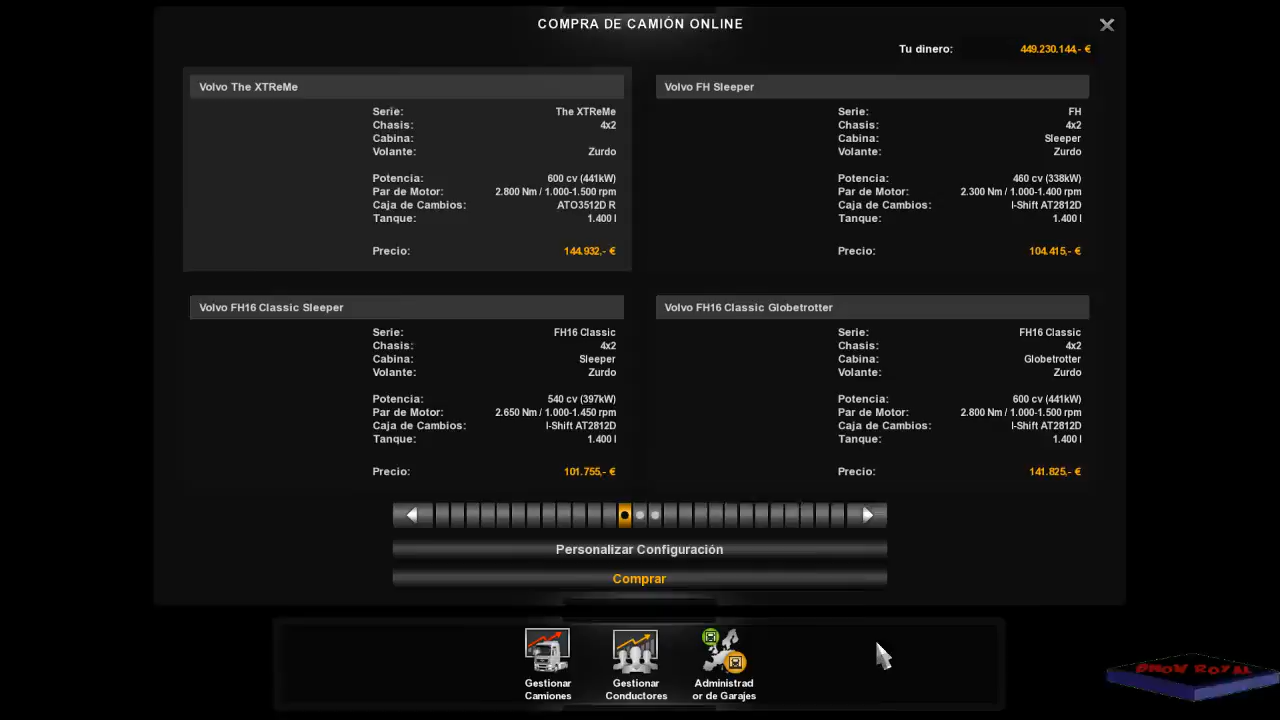 COMPRA DE CAMIÓN ONLINE
Tu dinero: 449.230.144,- €
Volvo The XTReMe
Serie: The XTReMe
Chasis: 4x2
Cabina:
Volante: Zurdo
Potencia: 600 cv (441kW)
Par de Motor: 2.800 Nm / 1.000-1.500 rpm
Caja de Cambios: ATO3512D R
Tanque: 1.400 l
Precio: 144.932,- €
Volvo FH Sleeper
Serie: FH
Chasis: 4x2
Cabina: Sleeper
Volante: Zurdo
Potencia: 460 cv (338kW)
Par de Motor: 2.300 Nm / 1.000-1.400 rpm
Caja de Cambios: I-Shift AT2812D
Tanque: 1.400 l
Precio: 104.415,- €
Volvo FH16 Classic Sleeper
Serie: FH16 Classic
Chasis: 4x2
Cabina: Sleeper
Volante: Zurdo
Potencia: 540 cv (397kW)
Par de Motor: 2.650 Nm / 1.000-1.450 rpm
Caja de Cambios: I-Shift AT2812D
Tanque: 1.400 l
Precio: 101.755,- €
Volvo FH16 Classic Globetrotter
Serie: FH16 Classic
Chasis: 4x2
Cabina: Globetrotter
Volante: Zurdo
Potencia: 600 cv (441kW)
Par de Motor: 2.800 Nm / 1.000-1.500 rpm
Caja de Cambios: I-Shift AT2812D
Tanque: 1.400 l
Precio: 141.825,- €
Personalizar Configuración
Comprar
Gestionar
Camiones
Gestionar
Conductores
Administrad
or de Garajes
SNOW ROYAL